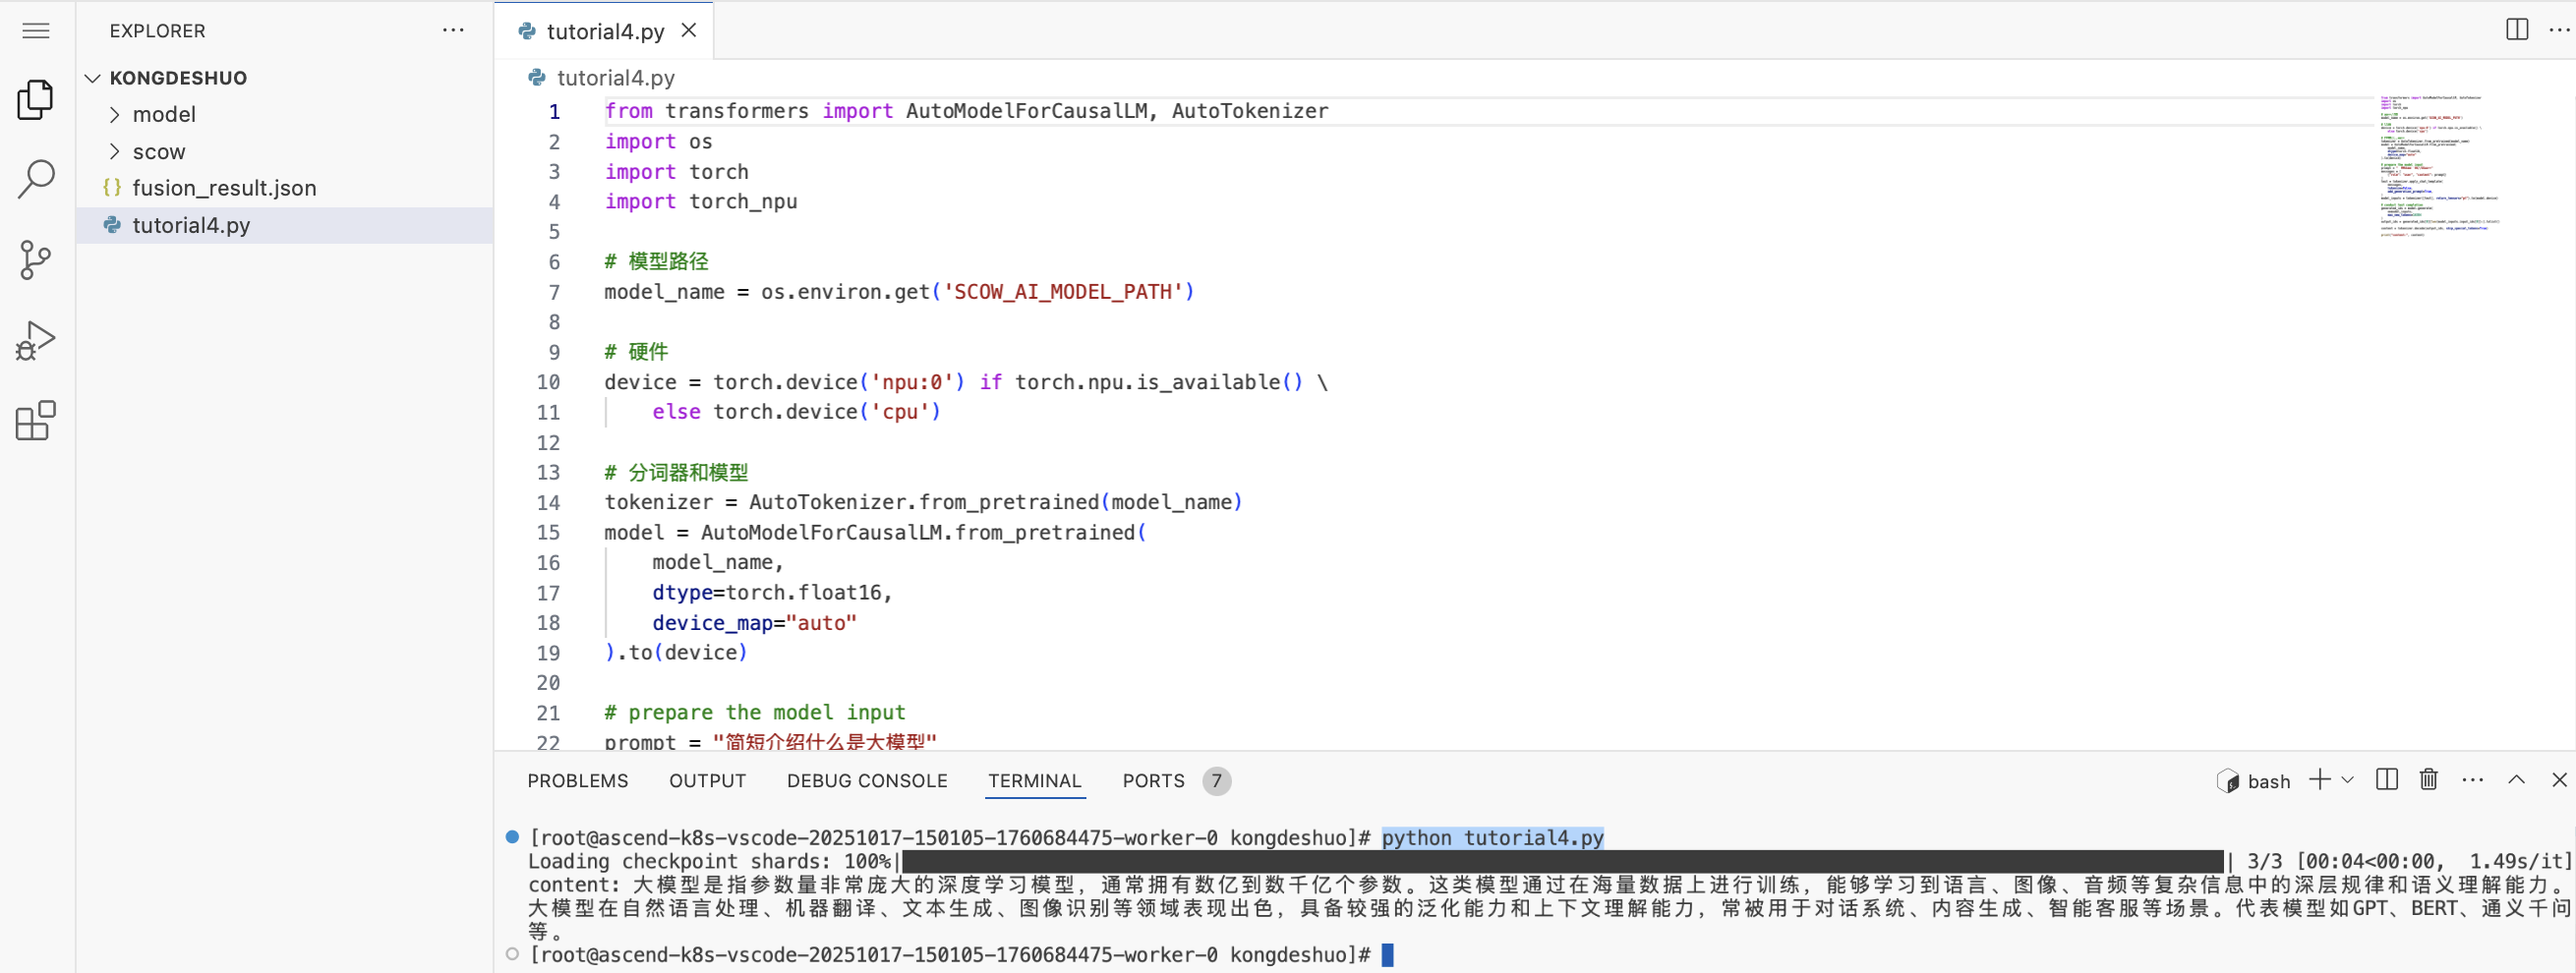 EXPLORER
KONGDESHUO
model
scow
fusion_result.json
tutorial4.py
tutorial4.py
tutorial4.py
1 from transformers import AutoModelForCausalLM, AutoTokenizer
2 import os
3 import torch
4 import torch_npu
5
6 # 模型路径
7 model_name = os.environ.get('SCOW_AI_MODEL_PATH')
8
9 # 硬件
10 device = torch.device('npu:0') if torch.npu.is_available() \
11     else torch.device('cpu')
12
13 # 分词器和模型
14 tokenizer = AutoTokenizer.from_pretrained(model_name)
15 model = AutoModelForCausalLM.from_pretrained(
16     model_name,
17     dtype=torch.float16,
18     device_map="auto"
19 ).to(device)
20
21 # prepare the model input
22 prompt = "简短介绍什么是大模型"
PROBLEMS OUTPUT DEBUG CONSOLE TERMINAL PORTS 7 bash
[root@ascend-k8s-vscode-20251017-150105-1760684475-worker-0 kongdeshuo]# python tutorial4.py
Loading checkpoint shards: 100%| | 3/3 [00:04<00:00,  1.49s/it]
content: 大模型是指参数量非常庞大的深度学习模型，通常拥有数亿到数千亿个参数。这类模型通过在海量数据上进行训练，能够学习到语言、图像、音频等复杂信息中的深层规律和语义理解能力。
大模型在自然语言处理、机器翻译、文本生成、图像识别等领域表现出色，具备较强的泛化能力和上下文理解能力，常被用于对话系统、内容生成、智能客服等场景。代表模型如GPT、BERT、通义千问
等。
[root@ascend-k8s-vscode-20251017-150105-1760684475-worker-0 kongdeshuo]#